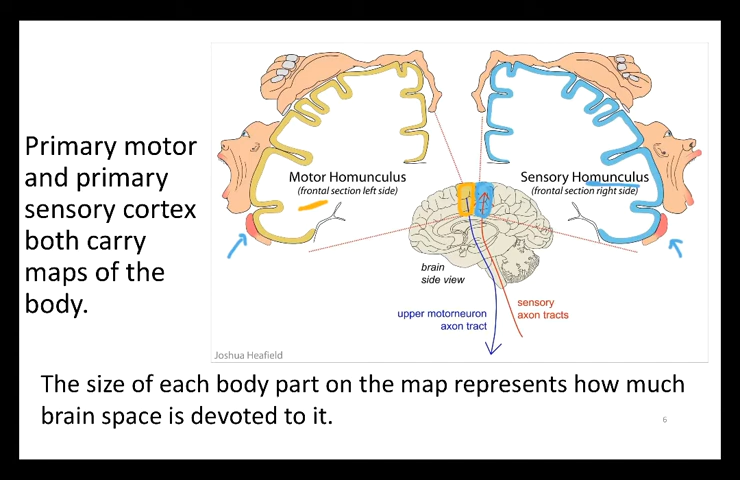 Primary motor
and primary
sensory cortex
both carry
maps of the
body.
Motor Homunculus
(frontal section left side)
Sensory Homunculus
(frontal section right side)
brain
side view
upper motorneuron
axon tract
sensory
axon tracts
Joshua Heafield
The size of each body part on the map represents how much
brain space is devoted to it.
6